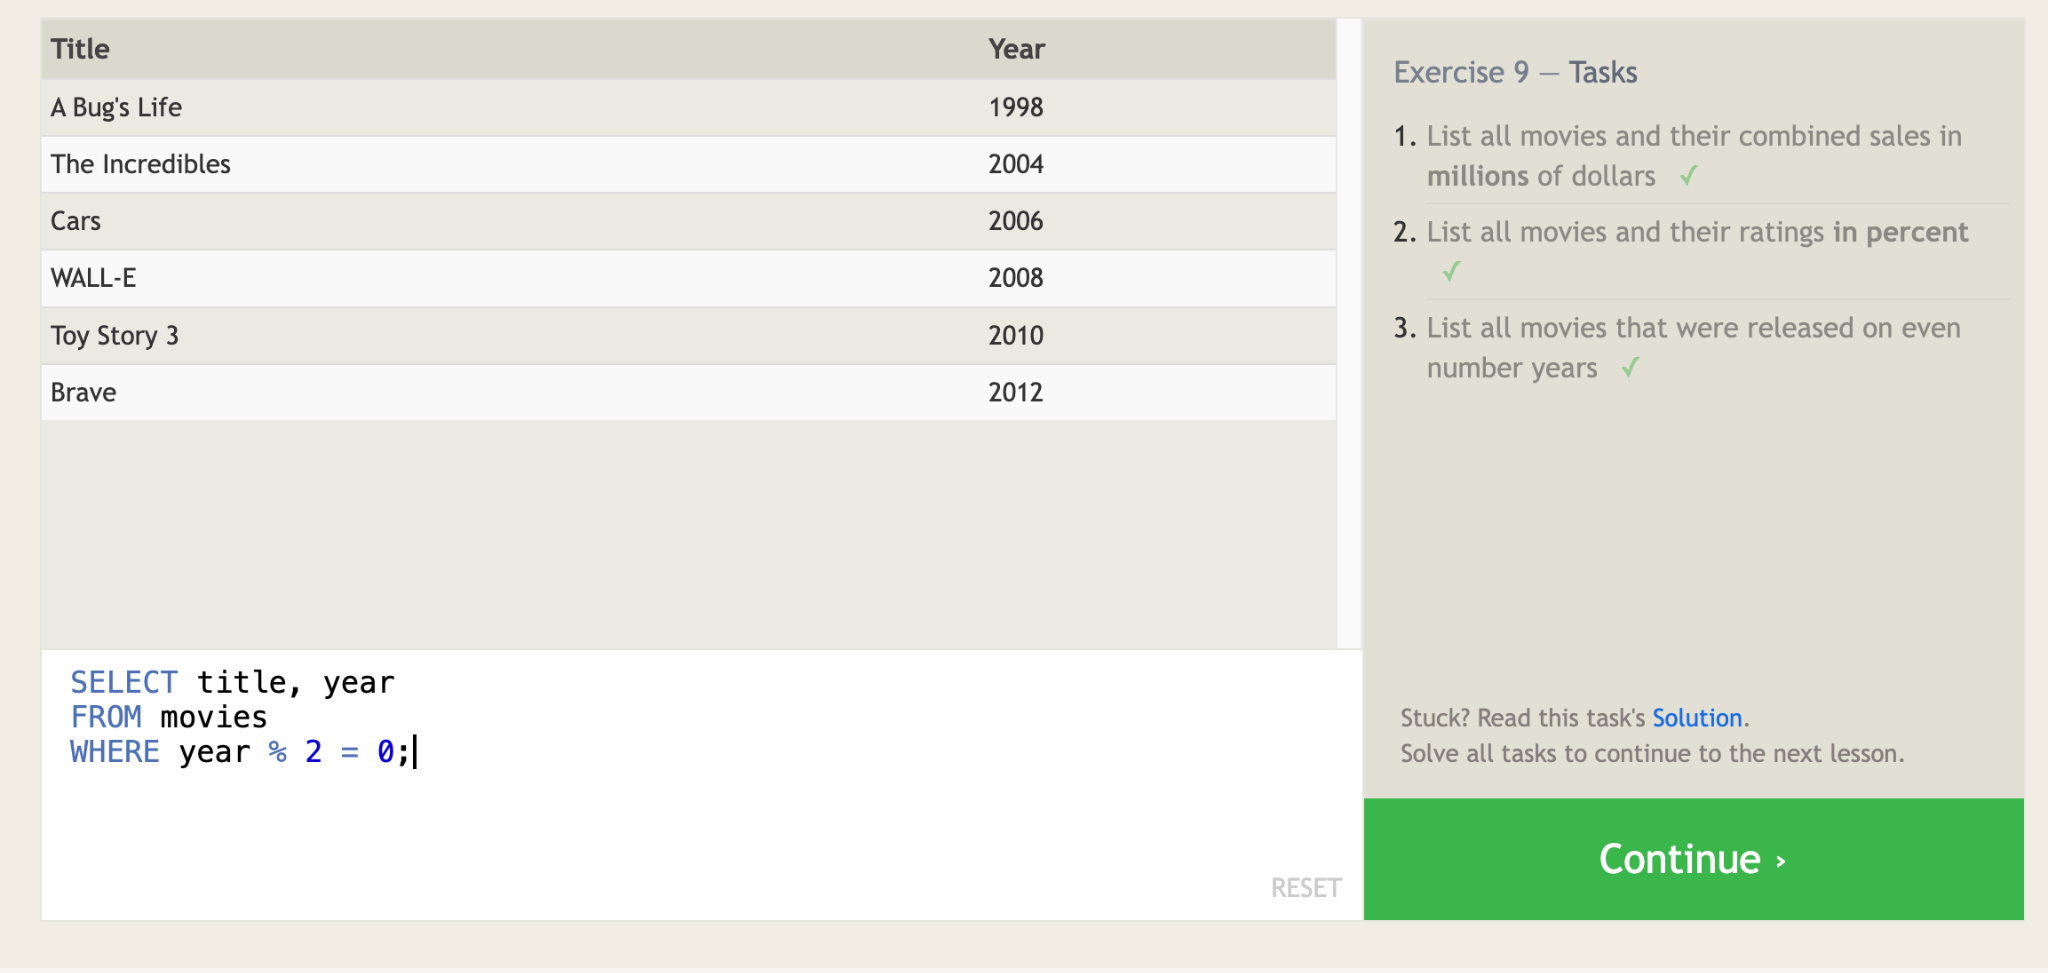 Title Year
A Bug's Life 1998
The Incredibles 2004
Cars 2006
WALL-E 2008
Toy Story 3 2010
Brave 2012
SELECT title, year
FROM movies
WHERE year % 2 = 0;
RESET
Exercise 9 — Tasks
1. List all movies and their combined sales in
millions of dollars ✓
2. List all movies and their ratings in percent
✓
3. List all movies that were released on even
number years ✓
Stuck? Read this task's Solution.
Solve all tasks to continue to the next lesson.
Continue ›